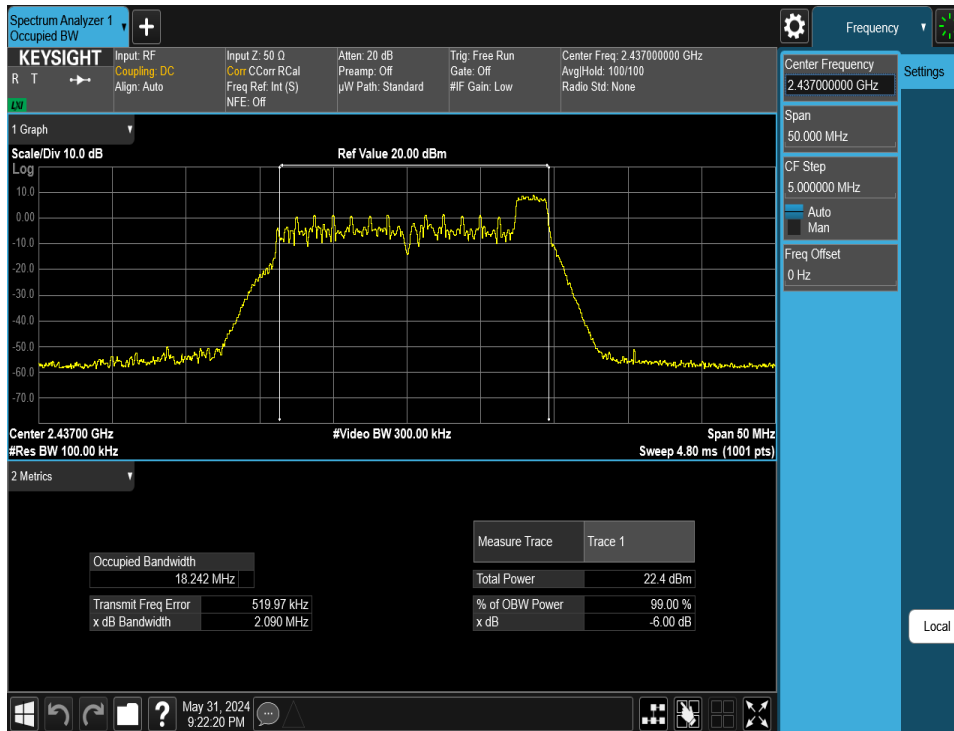 Spectrum Analyzer 1
Occupied BW
+
Frequency
KEYSIGHT
R T
LXI
Input: RF
Coupling: DC
Align: Auto
Input Z: 50 Ω
Corr CCorr RCal
Freq Ref: Int (S)
NFE: Off
Atten: 20 dB
Preamp: Off
µW Path: Standard
Trig: Free Run
Gate: Off
#IF Gain: Low
Center Freq: 2.437000000 GHz
Avg|Hold: 100/100
Radio Std: None
Center Frequency
2.437000000 GHz
Settings
Span
50.000 MHz
CF Step
5.000000 MHz
Auto
Man
Freq Offset
0 Hz
1 Graph
Scale/Div 10.0 dB
Ref Value 20.00 dBm
Log
10.0
0.00
-10.0
-20.0
-30.0
-40.0
-50.0
-60.0
-70.0
Center 2.43700 GHz
#Video BW 300.00 kHz
Span 50 MHz
#Res BW 100.00 kHz
Sweep 4.80 ms (1001 pts)
2 Metrics
Measure Trace Trace 1
Occupied Bandwidth
18.242 MHz
Total Power 22.4 dBm
Transmit Freq Error 519.97 kHz
% of OBW Power 99.00 %
x dB Bandwidth 2.090 MHz
x dB -6.00 dB
Local
?
May 31, 2024
9:22:20 PM